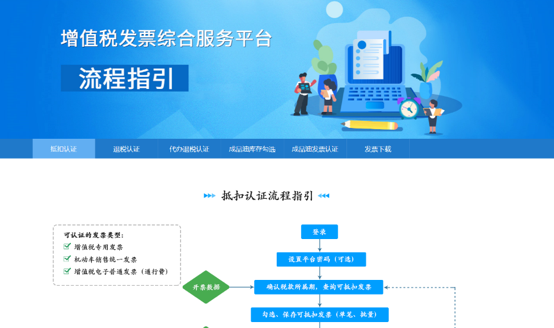 增值税发票综合服务平台
流程指引
抵扣认证
退税认证
代办退税认证
成品油库存勾选
成品油发票认证
发票下载
抵扣认证流程指引
可认证的发票类型：
增值税专用发票
机动车销售统一发票
增值税电子普通发票（通行费）
登录
设置平台密码（可选）
开票数据
确认税款所属期，查询可抵扣发票
勾选、保存可抵扣发票（单笔、批量）